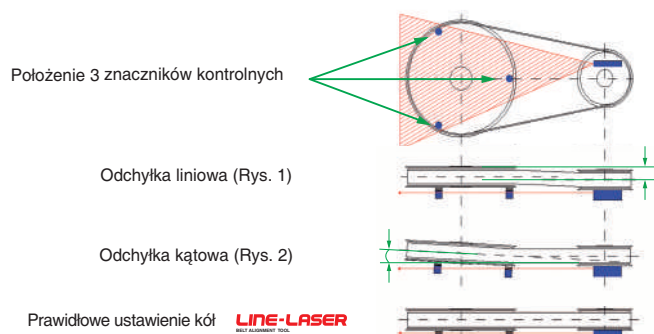 Położenie 3 znaczników kontrolnych
Odchyłka liniowa (Rys. 1)
Odchyłka kątowa (Rys. 2)
Prawidłowe ustawienie kół LINE-LASER
BELT ALIGNMENT TOOL